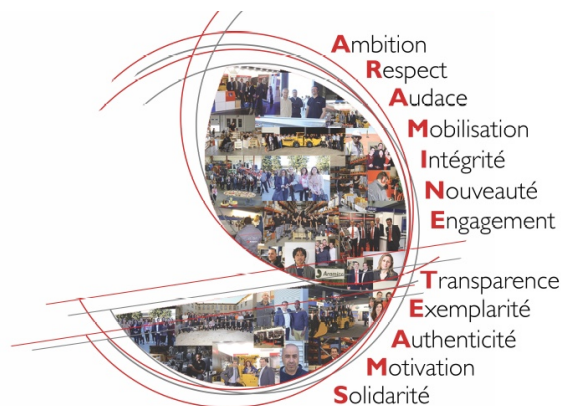 Ambition
Respect
Audace
Mobilisation
Intégrité
Nouveauté
Engagement
Transparence
Exemplarité
Authenticité
Motivation
Solidarité